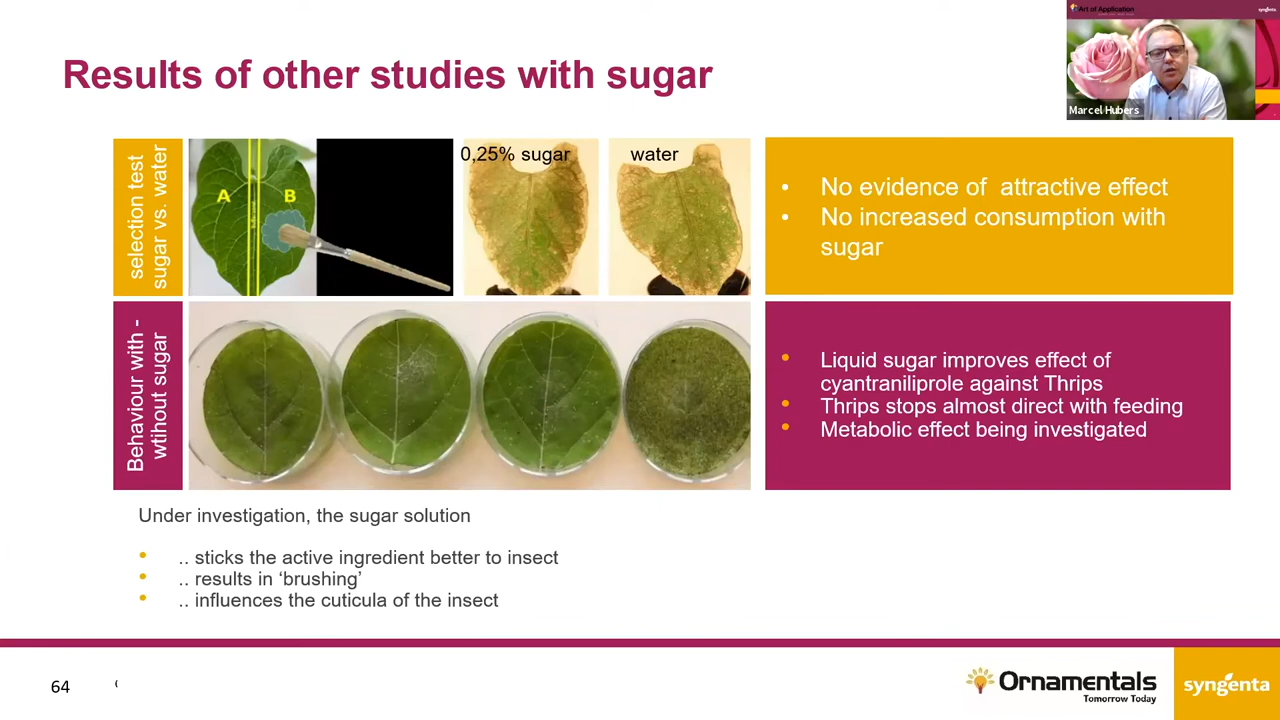 Art of Application
syngenta
Marcel Hubers
Results of other studies with sugar
selection test
sugar vs. water
A
B
0,25% sugar
water
• No evidence of attractive effect
• No increased consumption with
sugar
Behaviour with -
wtihout sugar
• Liquid sugar improves effect of
cyantraniliprole against Thrips
• Thrips stops almost direct with feeding
• Metabolic effect being investigated
Under investigation, the sugar solution
• .. sticks the active ingredient better to insect
• .. results in ‘brushing’
• .. influences the cuticula of the insect
64
Ornamentals
Tomorrow Today
syngenta